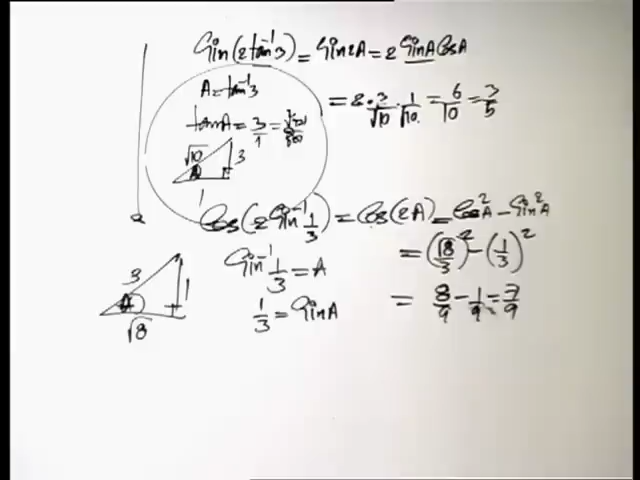 Sin(2tan⁻¹3) = Sin2A = 2 SinA CosA
A = tan⁻¹3
= 2 · 3/√10 · 1/√10 = 6/10 = 3/5
tanA = 3/1 =
√10 A 3
1
Cos(2Sin⁻¹ 1/3) = Cos(2A) = Cos²A - Sin²A
Sin⁻¹ 1/3 = A
= (√8/3)² - (1/3)²
3 A 1
√8
1/3 = SinA
= 8/9 - 1/9 = 7/9